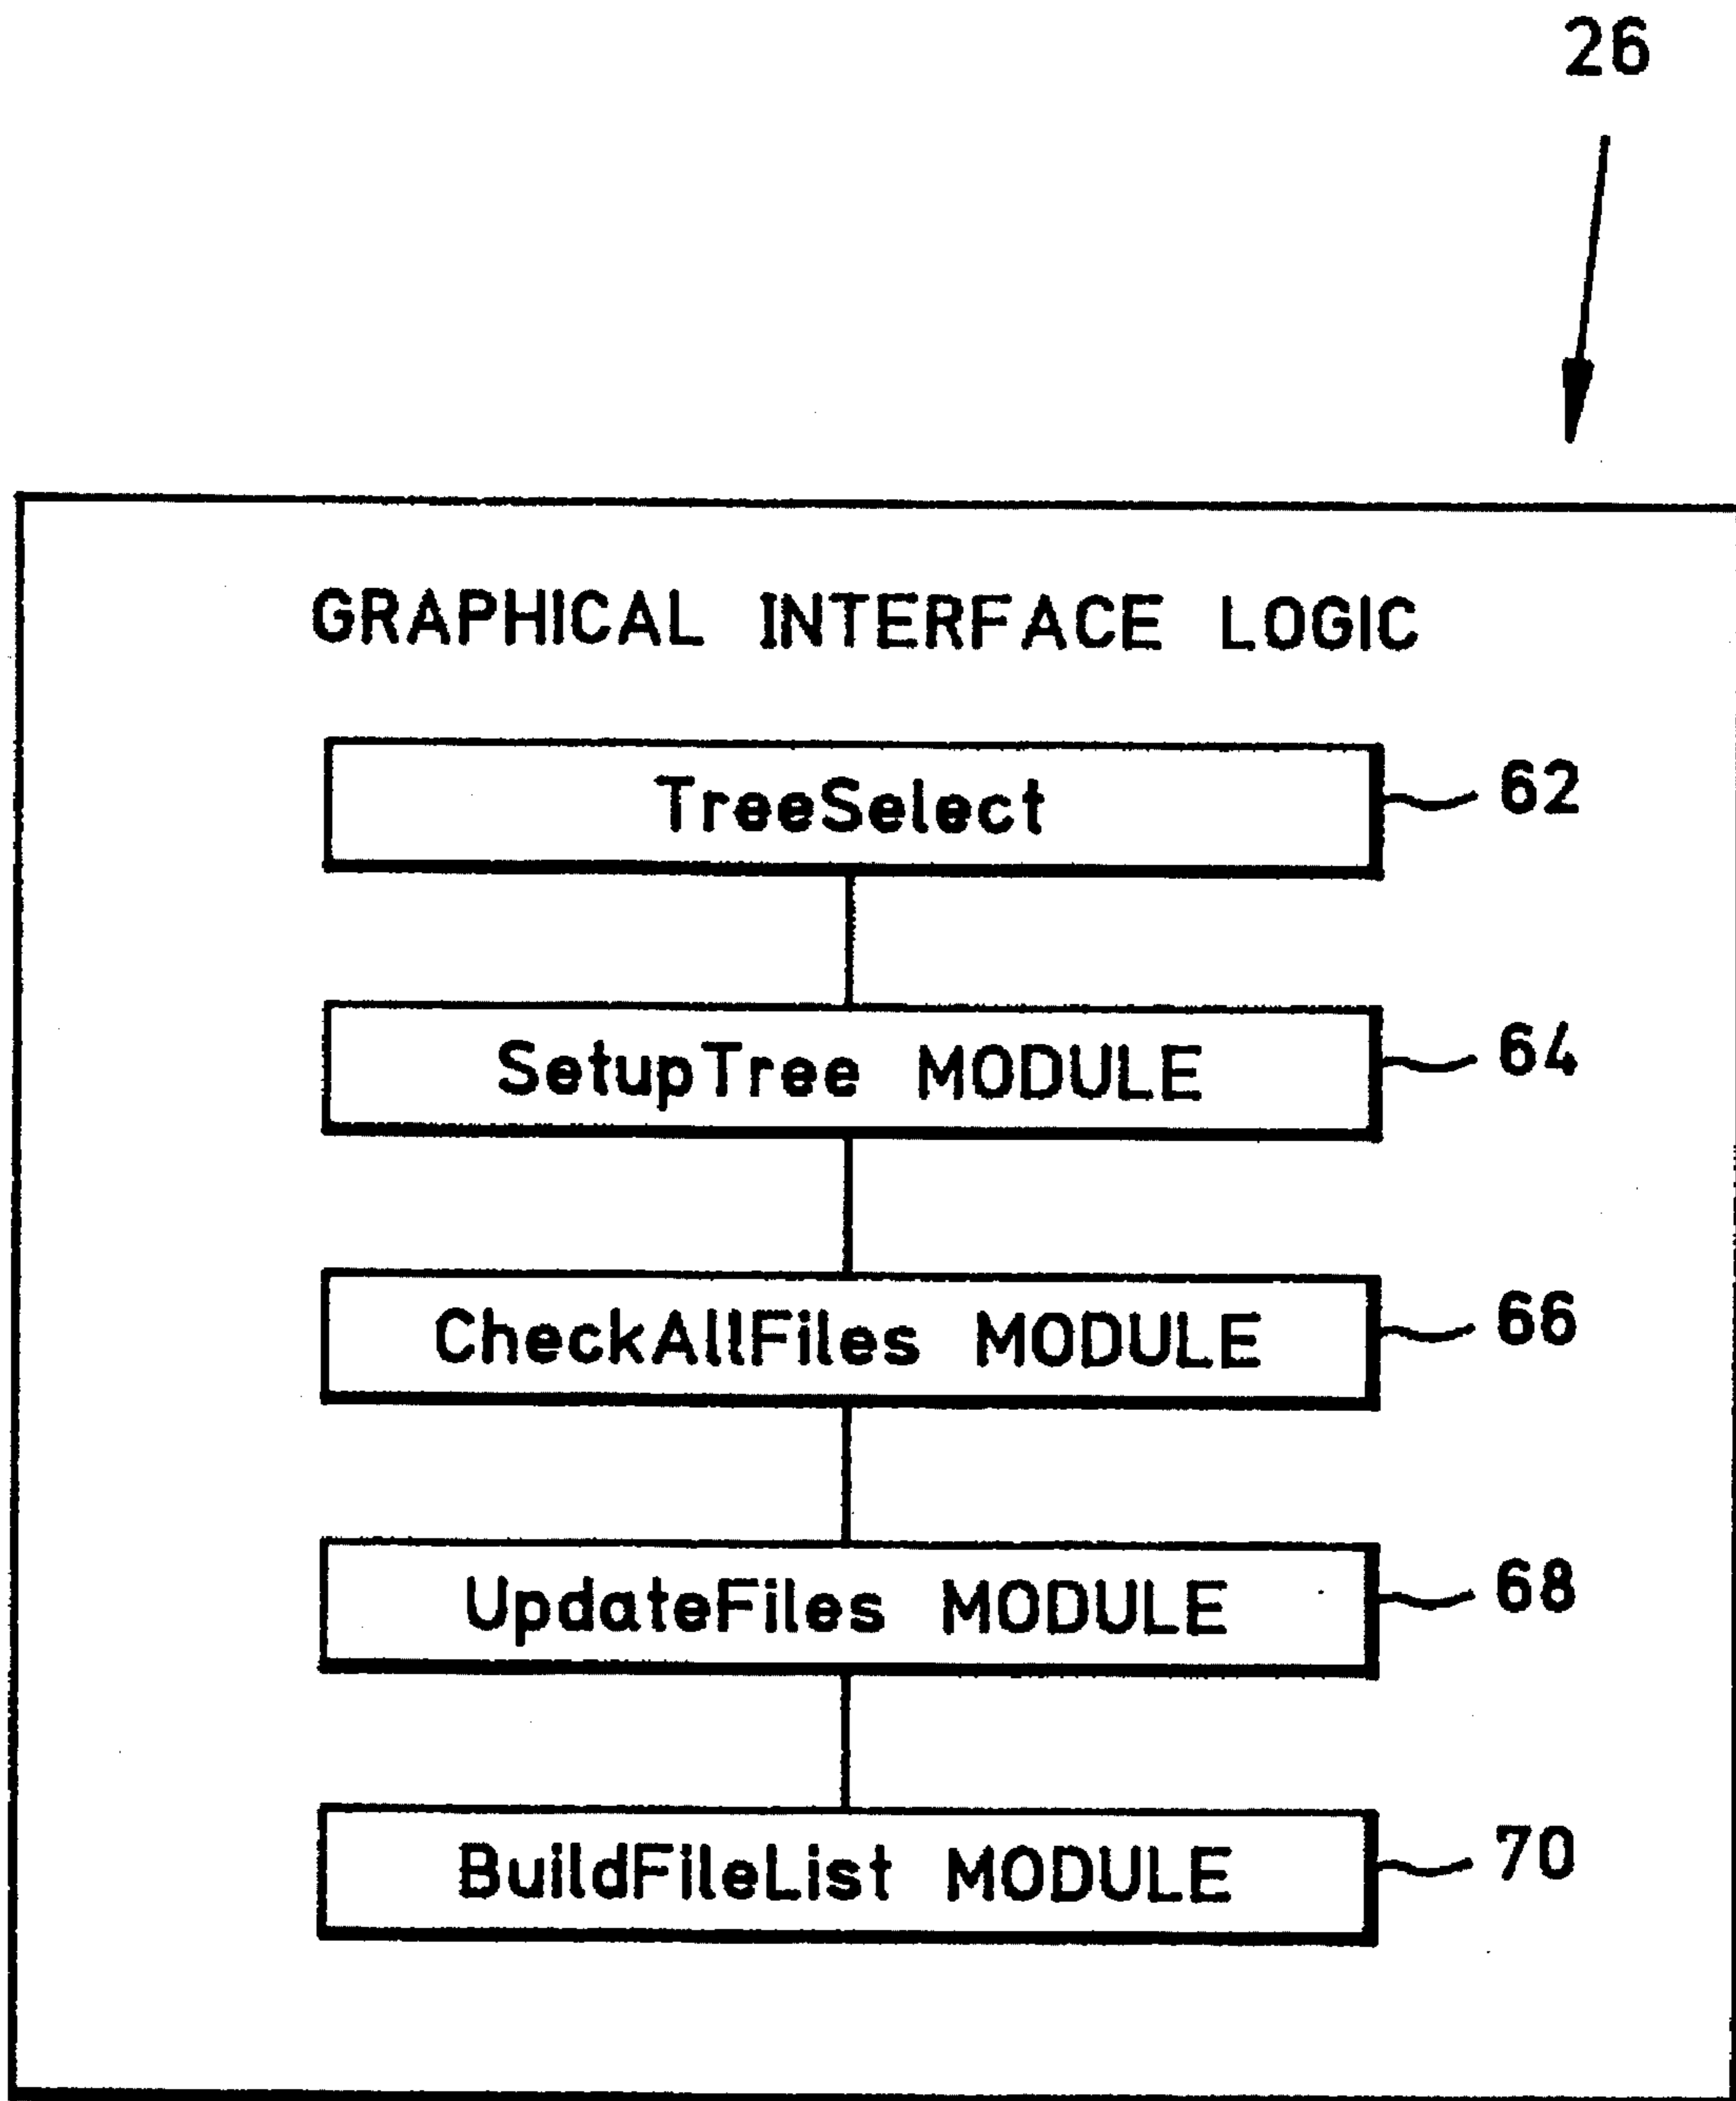 26
GRAPHICAL INTERFACE LOGIC
TreeSelect 62
SetupTree MODULE 64
CheckAllFiles MODULE 66
UpdateFiles MODULE 68
BuildFileList MODULE 70